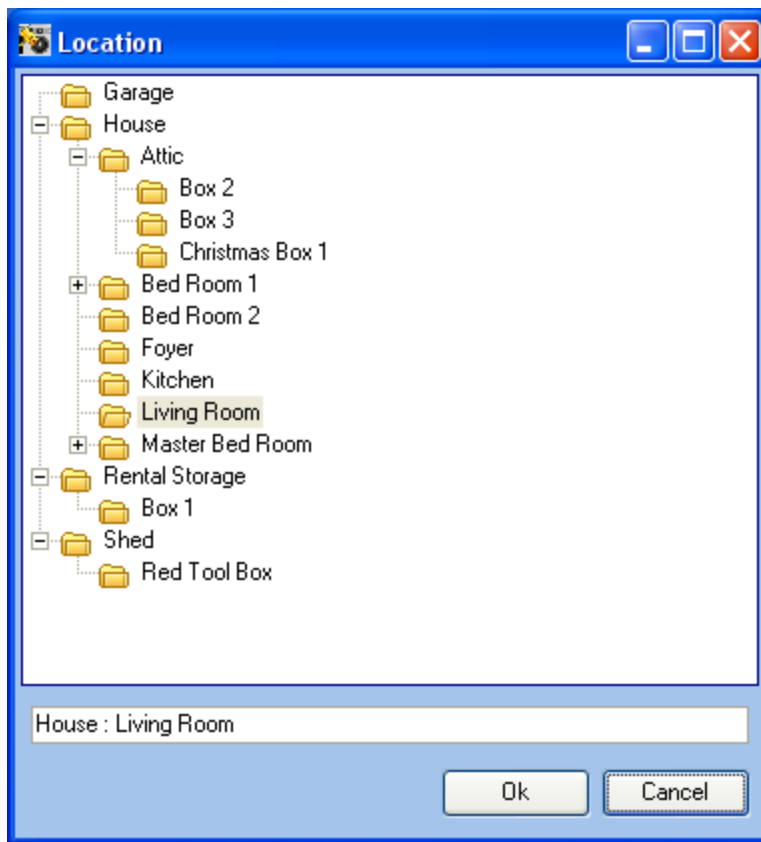 Location
Garage
House
Attic
Box 2
Box 3
Christmas Box 1
Bed Room 1
Bed Room 2
Foyer
Kitchen
Living Room
Master Bed Room
Rental Storage
Box 1
Shed
Red Tool Box
House : Living Room
Ok Cancel